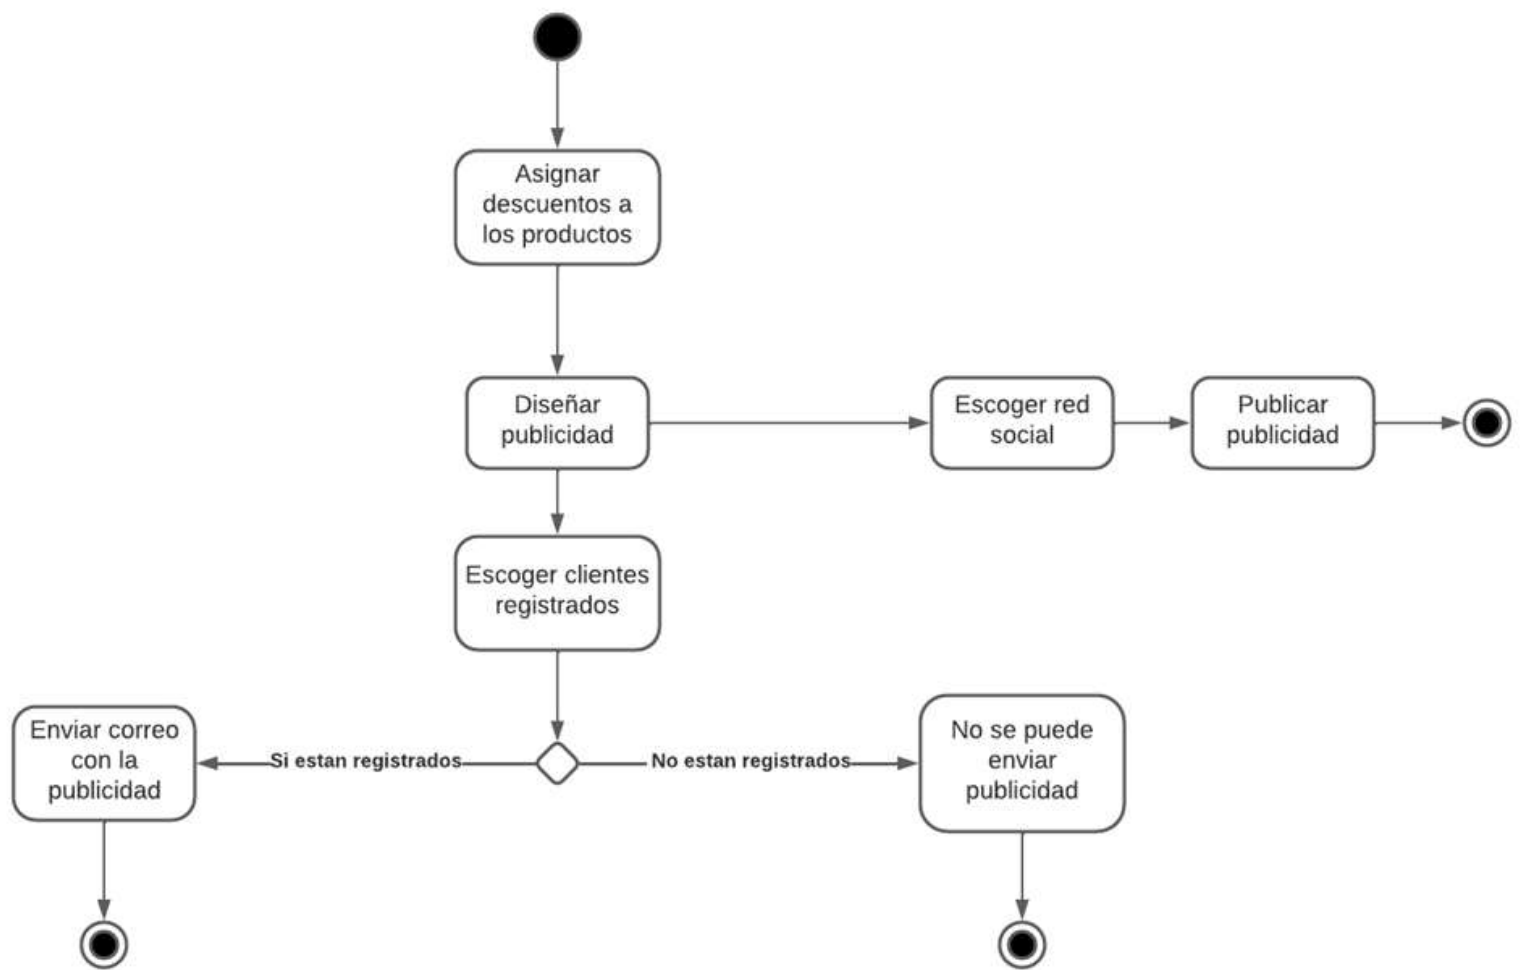 Asignar
descuentos a
los productos
Diseñar
publicidad
Escoger red
social
Publicar
publicidad
Escoger clientes
registrados
Enviar correo
con la
publicidad
Si estan registrados
No estan registrados
No se puede
enviar
publicidad